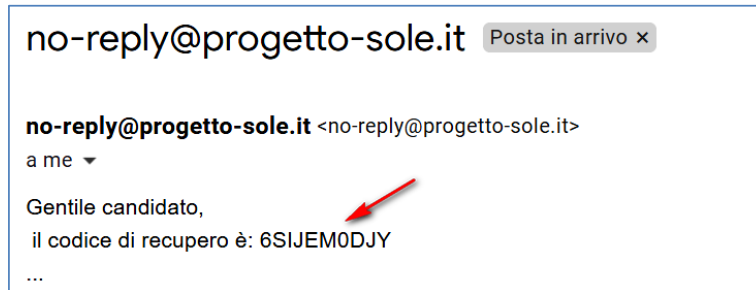 no-reply@progetto-sole.it Posta in arrivo ×
no-reply@progetto-sole.it <no-reply@progetto-sole.it>
a me
Gentile candidato,
il codice di recupero è: 6SIJEM0DJY
...